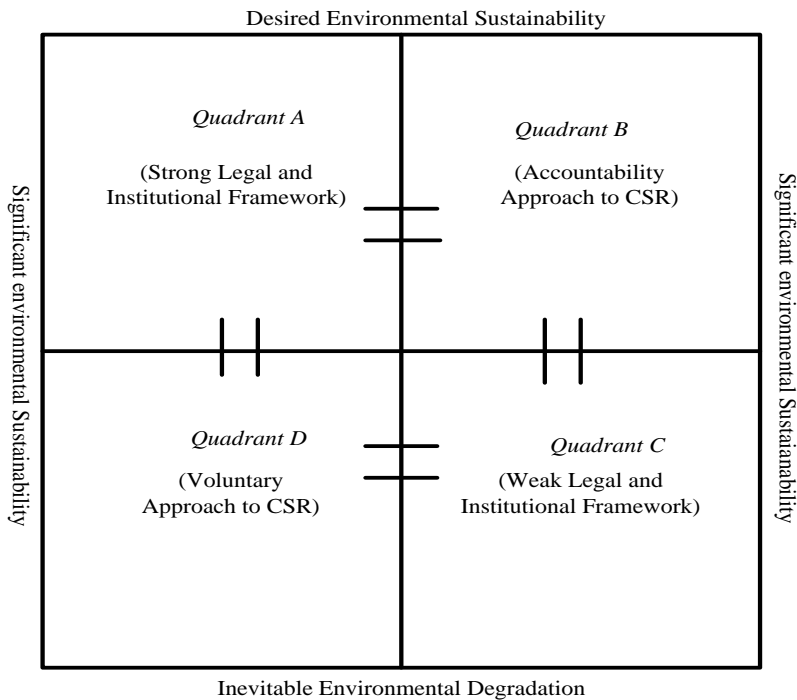 Desired Environmental Sustainability
Quadrant A
(Strong Legal and
Institutional Framework)
Quadrant B
(Accountability
Approach to CSR)
Significant environmental Sustainability
Significant environmental Sustaianability
Quadrant D
(Voluntary
Approach to CSR)
Quadrant C
(Weak Legal and
Institutional Framework)
Inevitable Environmental Degradation